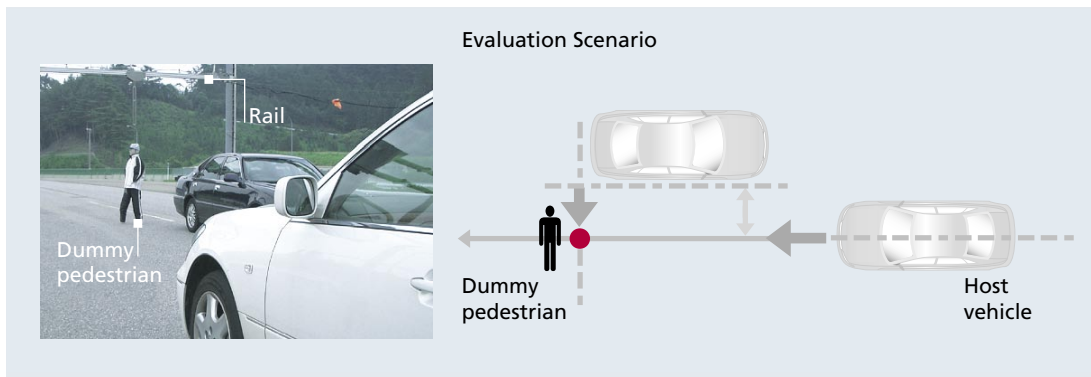 Evaluation Scenario
Rail
Dummy
pedestrian
Dummy
pedestrian
Host
vehicle